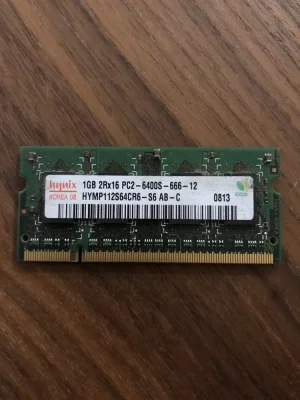 hynix
KOREA 08
1GB 2Rx16 PC2-6400S-666-12
HYMP112S64CR6-S6 AB-C
0813